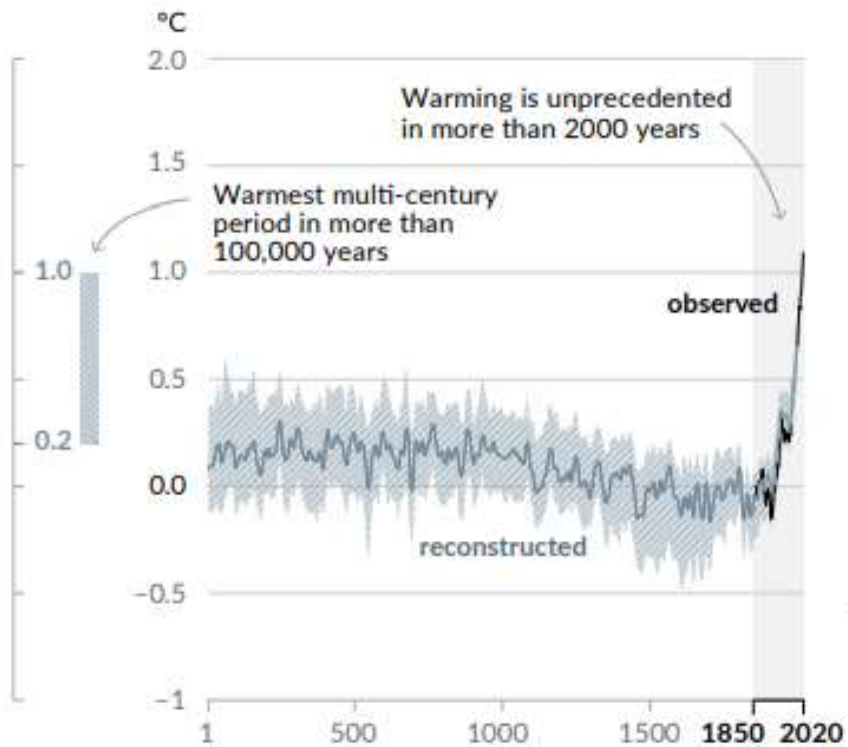 °C
2.0
Warming is unprecedented
in more than 2000 years
1.5
Warmest multi-century
period in more than
100,000 years
1.0
1.0
observed
0.5
0.2
0.0
reconstructed
−0.5
−1
1
500
1000
1500
1850
2020